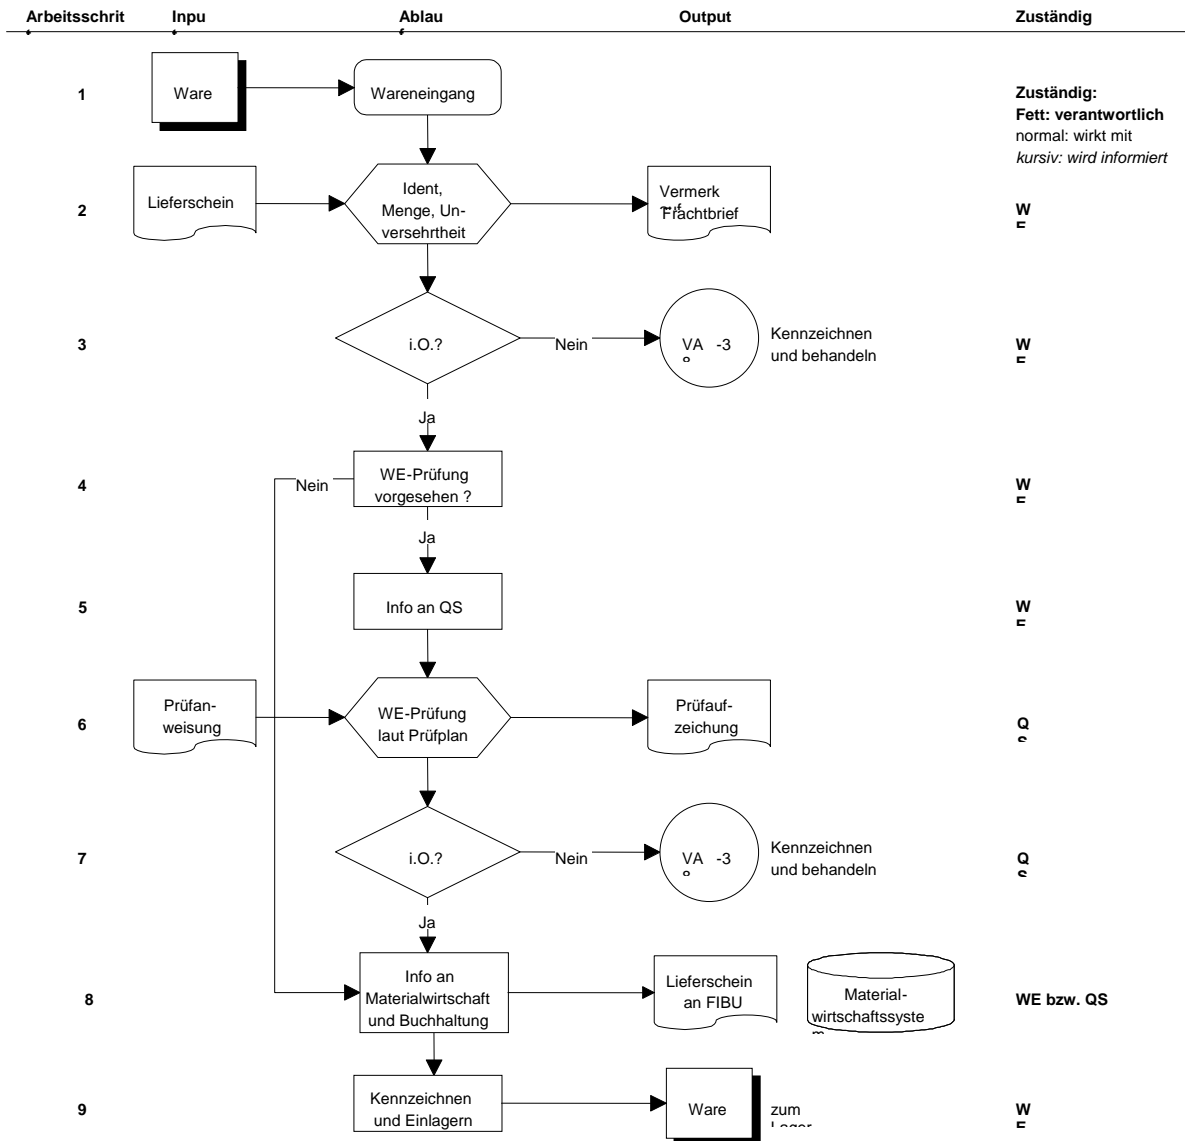 Arbeitsschrit Inpu Ablau Output Zuständig
1 Ware Wareneingang
Zuständig:
Fett: verantwortlich
normal: wirkt mit
kursiv: wird informiert
2 Lieferschein
Ident,
Menge, Un-
versehrtheit
Vermerk
Frachtbrief
W
3 i.O.? Nein VA -3
Kennzeichnen
und behandeln
W
Ja
4 Nein
WE-Prüfung
vorgesehen ?
W
Ja
5 Info an QS
W
6
Prüfan-
weisung
WE-Prüfung
laut Prüfplan
Prüfauf-
zeichung
Q
7 i.O.? Nein VA -3
Kennzeichnen
und behandeln
Q
S
Ja
8
Info an
Materialwirtschaft
und Buchhaltung
Lieferschein
an FIBU
Material-
wirtschaftssyste
WE bzw. QS
9
Kennzeichnen
und Einlagern
Ware
zum
W